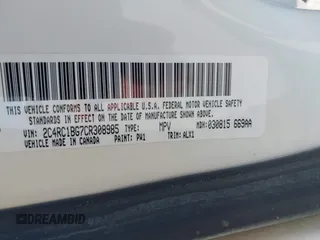 THIS VEHICLE CONFORMS TO ALL APPLICABLE U.S.A. FEDERAL MOTOR VEHICLE SAFETY
STANDARDS IN EFFECT ON THE DATE OF MANUFACTURE SHOWN ABOVE.
VIN: 2C4RC1BG7CR308985 TYPE: MPV MDH: 030815 669AA
VEHICLE MADE IN CANADA PAINT: PW1 TRIM: ALX1
DREAMBID